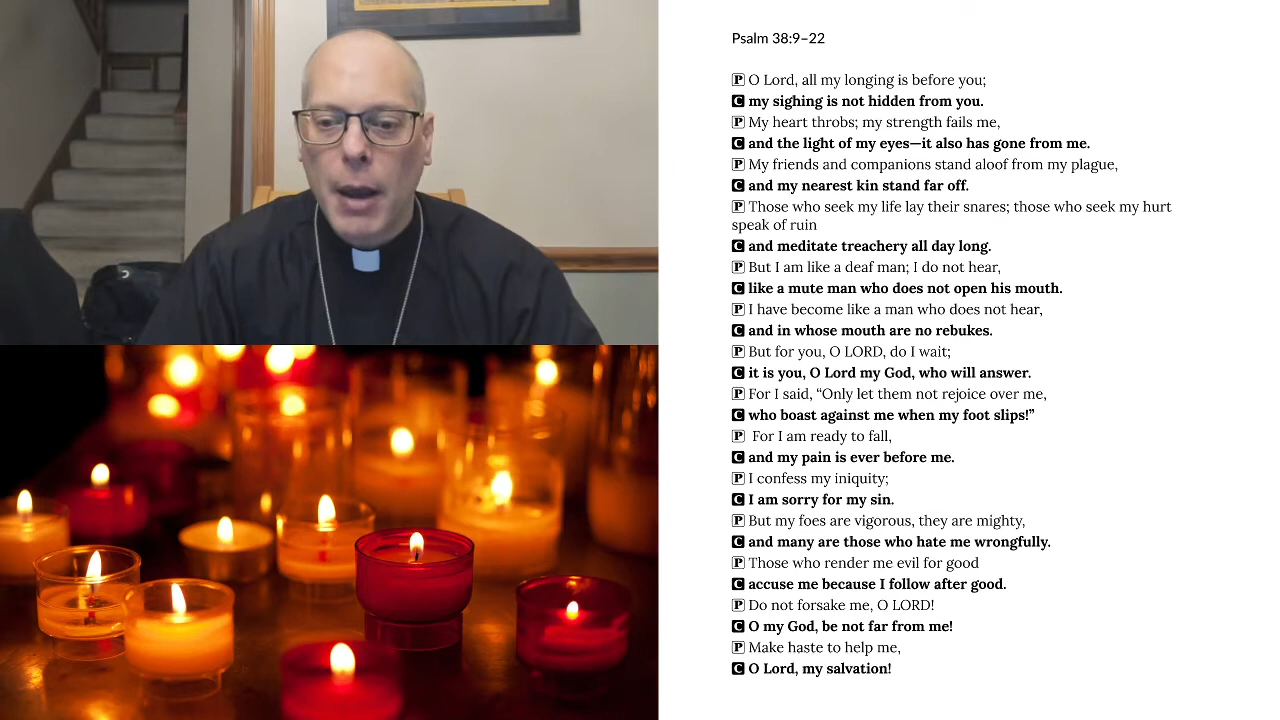 Psalm 38:9–22
P O Lord, all my longing is before you;
C my sighing is not hidden from you.
P My heart throbs; my strength fails me,
C and the light of my eyes—it also has gone from me.
P My friends and companions stand aloof from my plague,
C and my nearest kin stand far off.
P Those who seek my life lay their snares; those who seek my hurt
speak of ruin
C and meditate treachery all day long.
P But I am like a deaf man; I do not hear,
C like a mute man who does not open his mouth.
P I have become like a man who does not hear,
C and in whose mouth are no rebukes.
P But for you, O LORD, do I wait;
C it is you, O Lord my God, who will answer.
P For I said, “Only let them not rejoice over me,
C who boast against me when my foot slips!”
P For I am ready to fall,
C and my pain is ever before me.
P I confess my iniquity;
C I am sorry for my sin.
P But my foes are vigorous, they are mighty,
C and many are those who hate me wrongfully.
P Those who render me evil for good
C accuse me because I follow after good.
P Do not forsake me, O LORD!
C O my God, be not far from me!
P Make haste to help me,
C O Lord, my salvation!